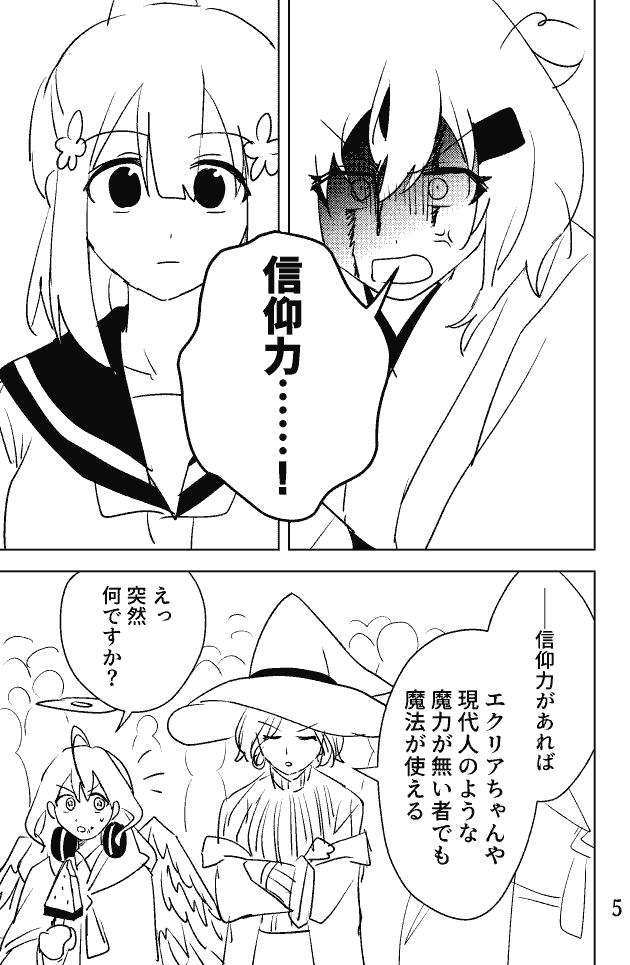 信仰力……！
―信仰力があれば
エクリアちゃんや
現代人のような
魔力が無い者でも
魔法が使える
えっ
突然
何ですか？
5